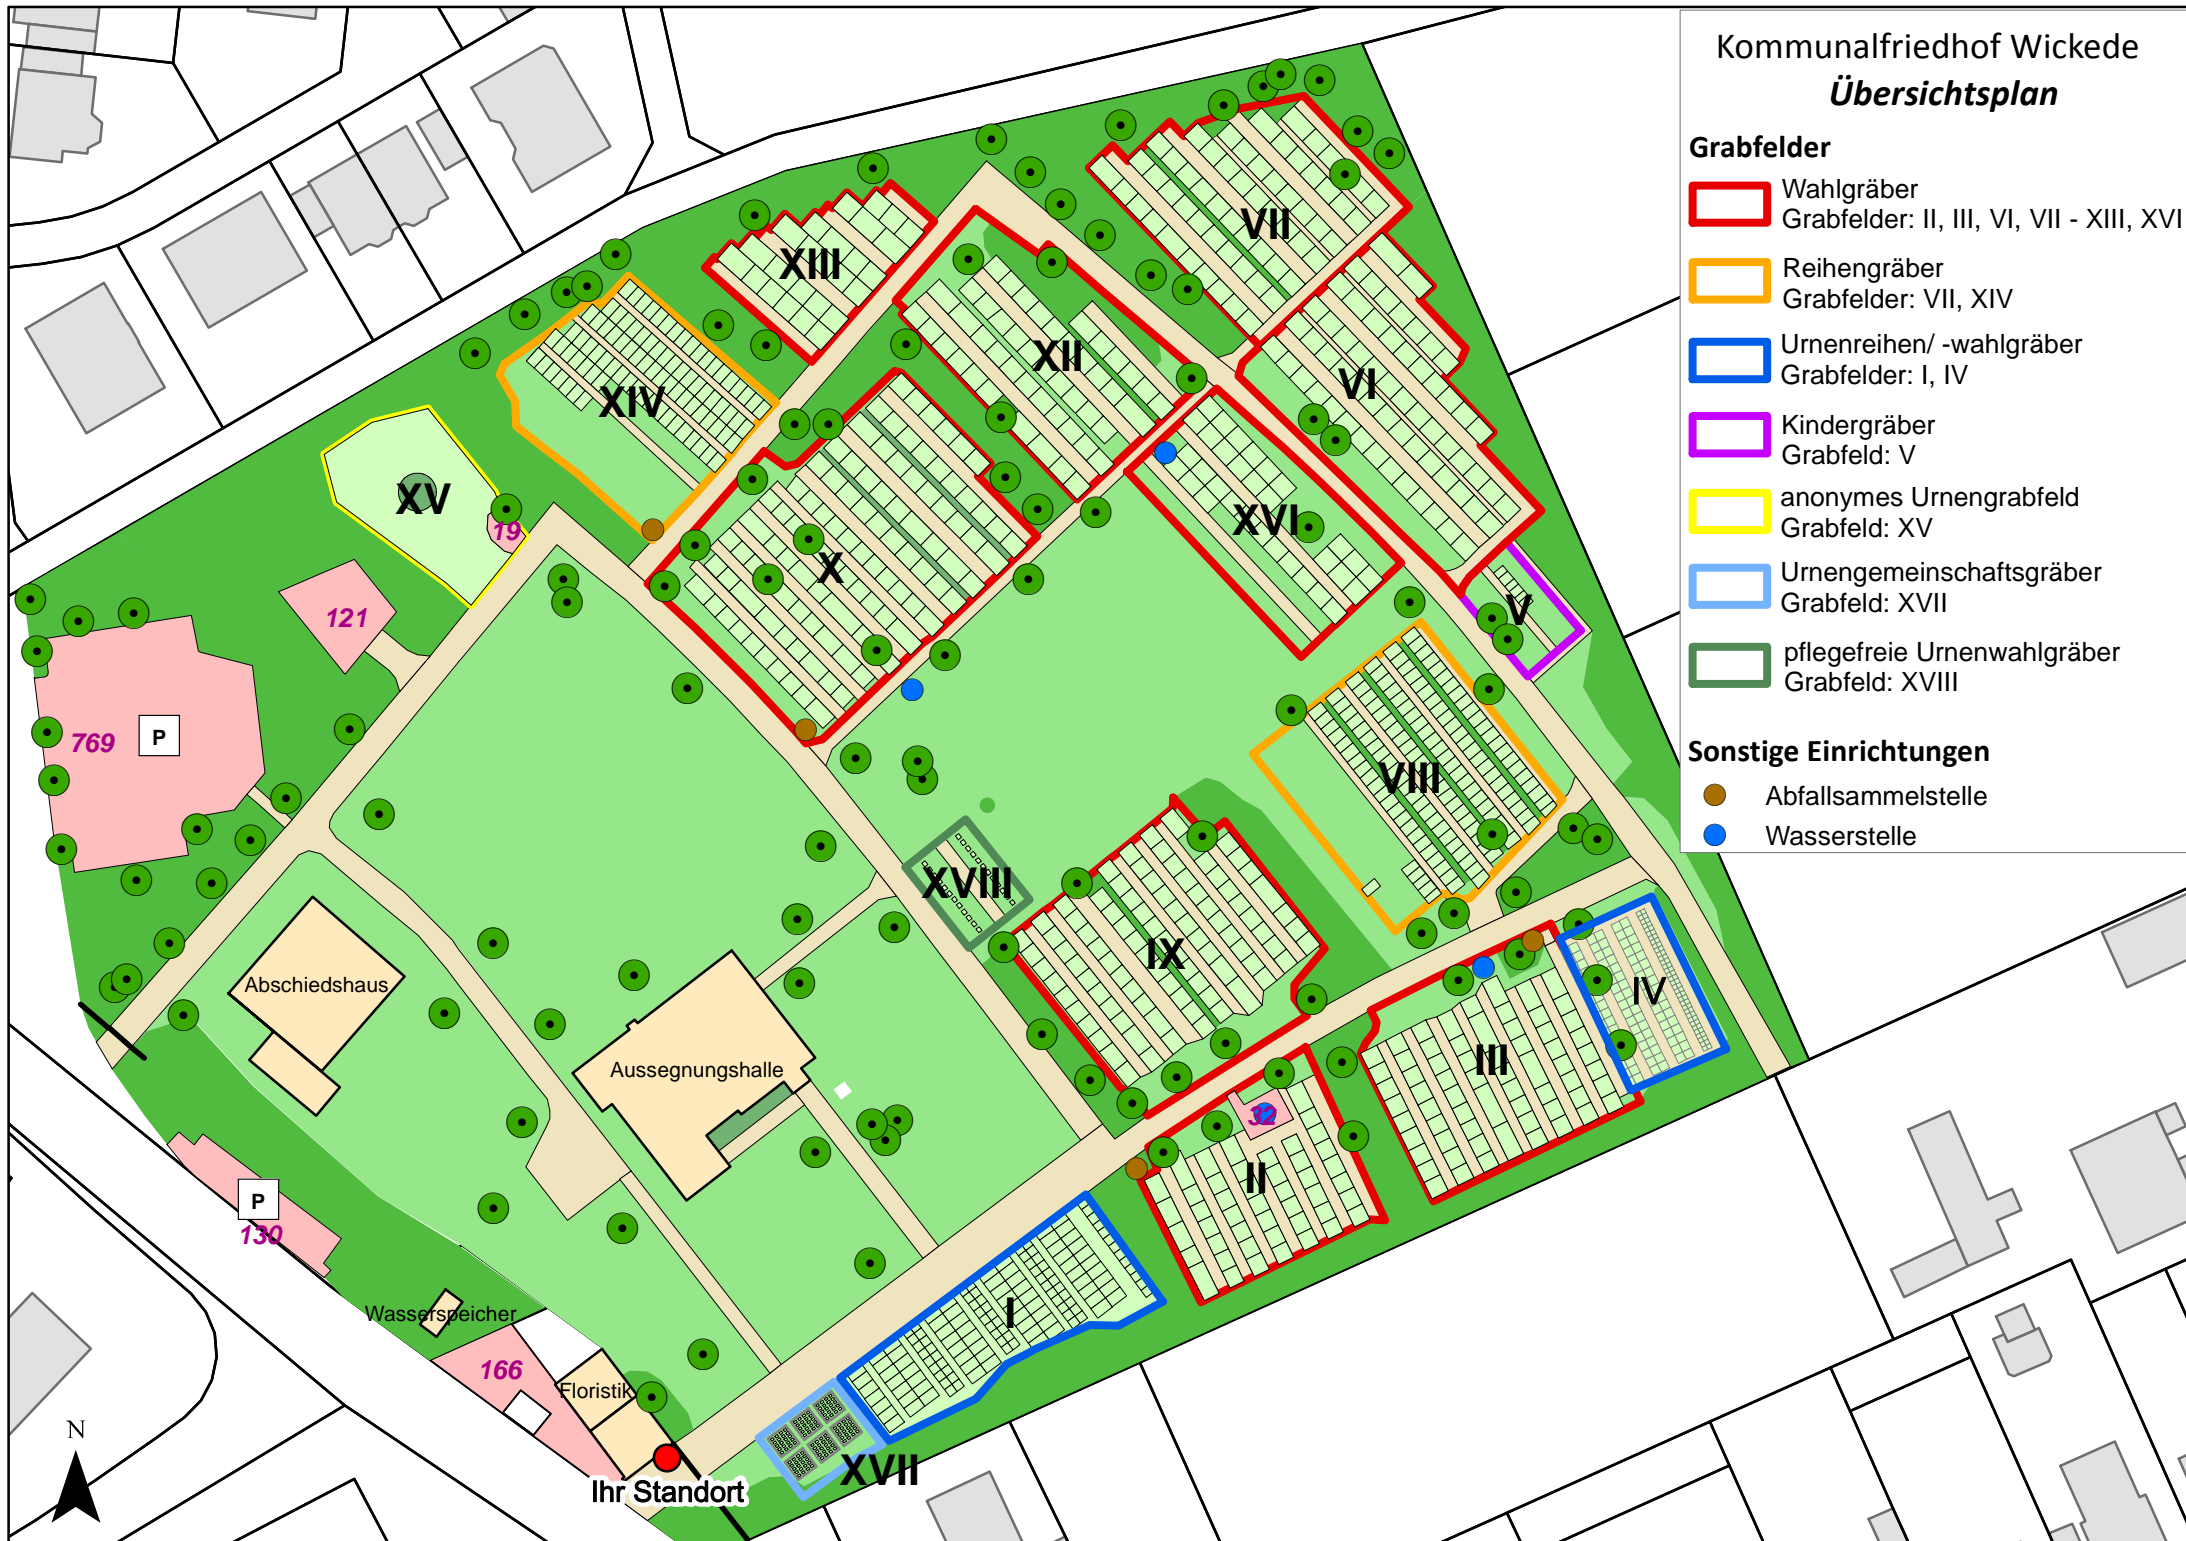 Kommunalfriedhof Wickede
Übersichtsplan
Grabfelder
Wahlgräber
Grabfelder: II, III, VI, VII - XIII, XVI
Reihengräber
Grabfelder: VII, XIV
Urnenreihen/ -wahlgräber
Grabfelder: I, IV
Kindergräber
Grabfeld: V
anonymes Urnengrabfeld
Grabfeld: XV
Urnengemeinschaftsgräber
Grabfeld: XVII
pflegefreie Urnenwahlgräber
Grabfeld: XVIII
Sonstige Einrichtungen
Abfallsammelstelle
Wasserstelle
VII
XIII
XII
VI
XIV
XV
19
XVI
X
V
121
769
P
VIII
XVIII
IX
Abschiedshaus
IV
Aussegnungshalle
III
32
II
P
130
I
Wasserspeicher
166
Floristik
XVII
Ihr Standort
N